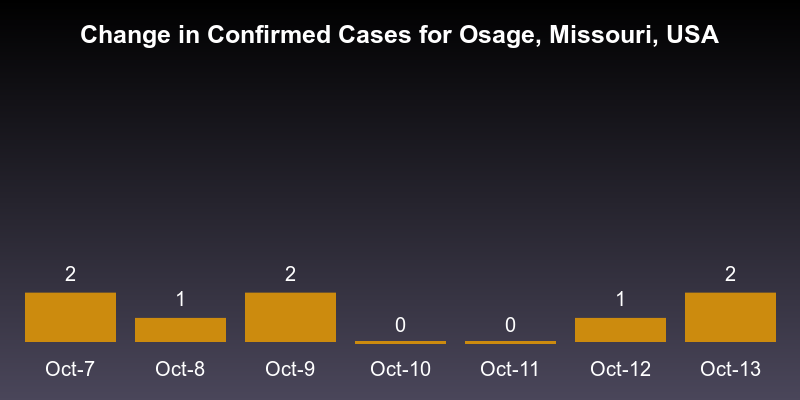 Change in Confirmed Cases for Osage, Missouri, USA
2 1 2 0 0 1 2
Oct-7 Oct-8 Oct-9 Oct-10 Oct-11 Oct-12 Oct-13